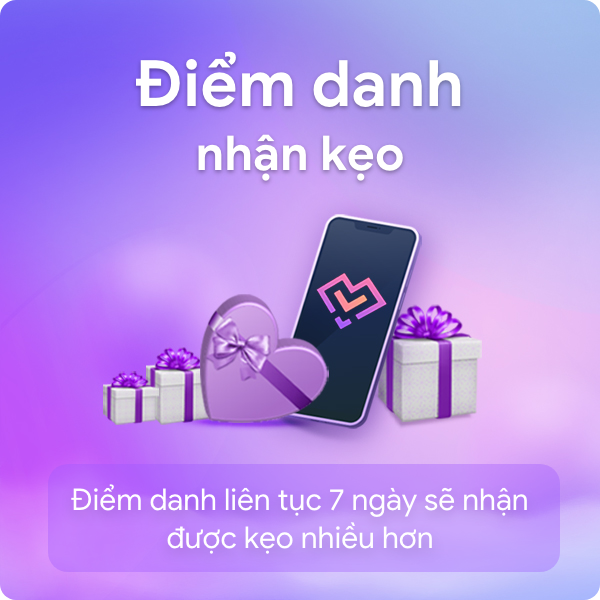 Điểm danh
nhận kẹo
Điểm danh liên tục 7 ngày sẽ nhận
được kẹo nhiều hơn